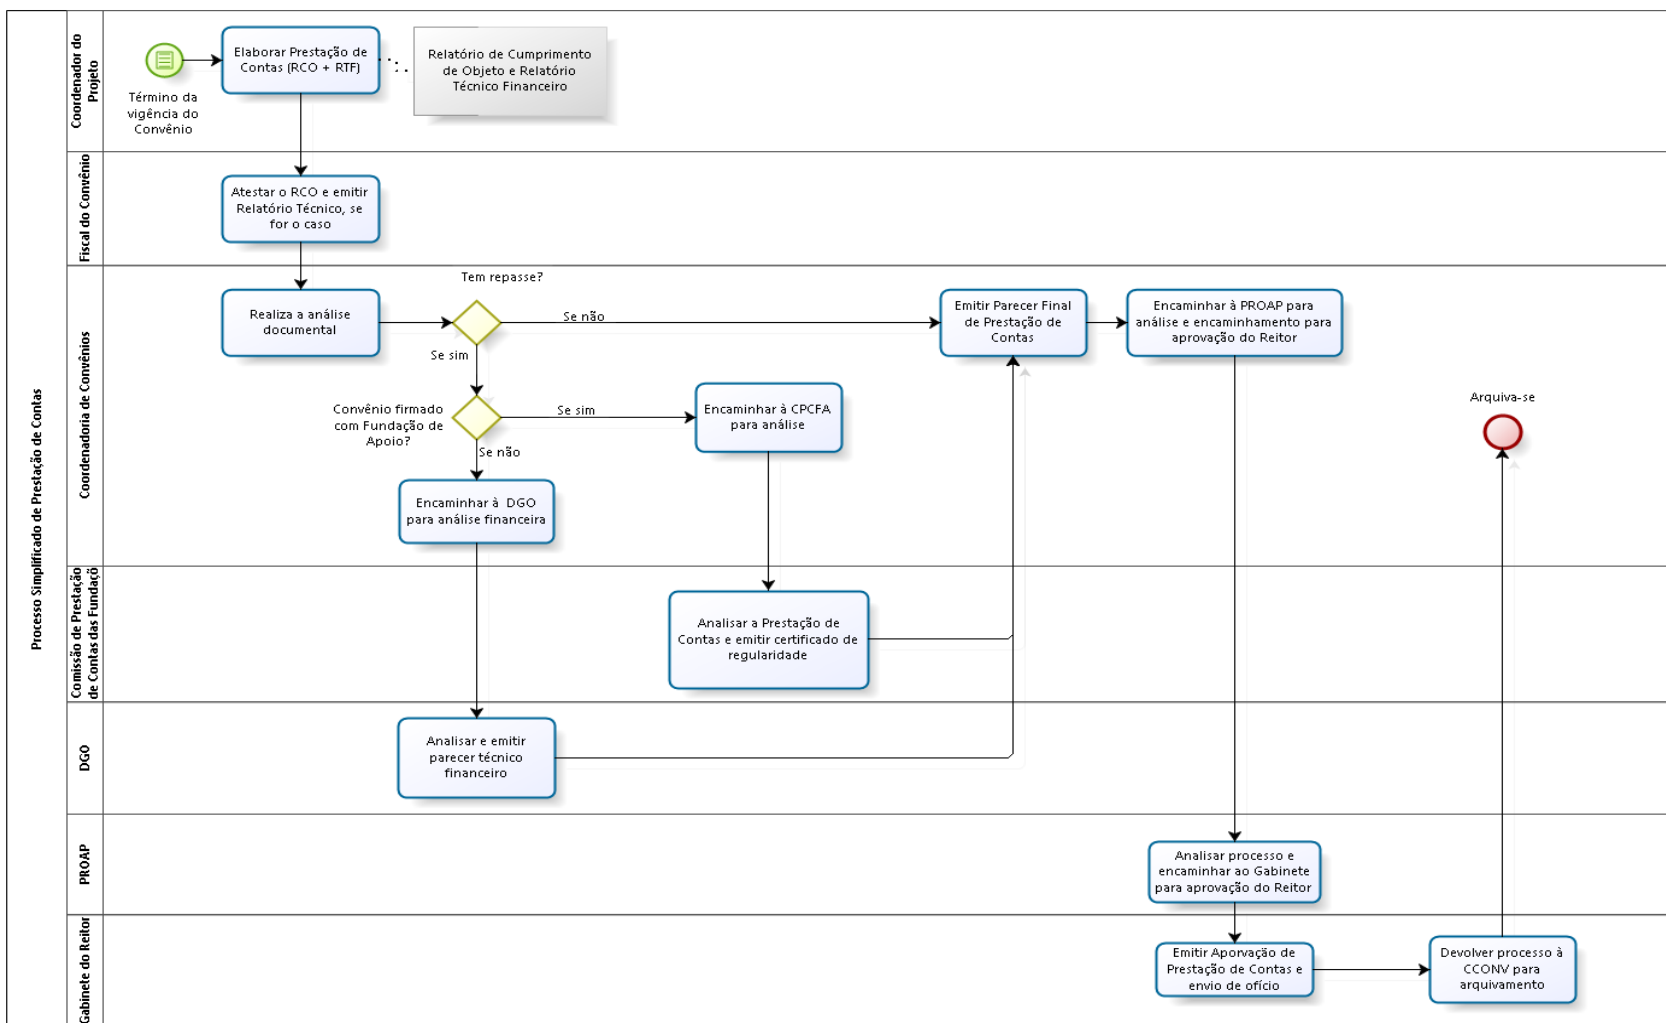 Processo Simplificado de Prestação de Contas
Coordenador do
Projeto
Término da
vigência do
Convênio
Elaborar Prestação de
Contas (RCO + RTF)
Relatório de Cumprimento
de Objeto e Relatório
Técnico Financeiro
Fiscal do Convênio
Atestar o RCO e emitir
Relatório Técnico, se
for o caso
Coordenadoria de Convênios
Realiza a análise
documental
Tem repasse?
Se não
Se sim
Emitir Parecer Final
de Prestação de
Contas
Encaminhar à PROAP para
análise e encaminhamento para
aprovação do Reitor
Convênio firmado
com Fundação de
Apoio?
Se sim
Se não
Encaminhar à CPCFA
para análise
Arquiva-se
Encaminhar à DGO
para análise financeira
Comissão de Prestação
de Contas das Fundaçõ
Analisar a Prestação de
Contas e emitir certificado de
regularidade
DGO
Analisar e emitir
parecer técnico
financeiro
PROAP
Analisar processo e
encaminhar ao Gabinete
para aprovação do Reitor
Gabinete do Reitor
Emitir Aporvação de
Prestação de Contas e
envio de ofício
Devolver processo à
CCONV para
arquivamento